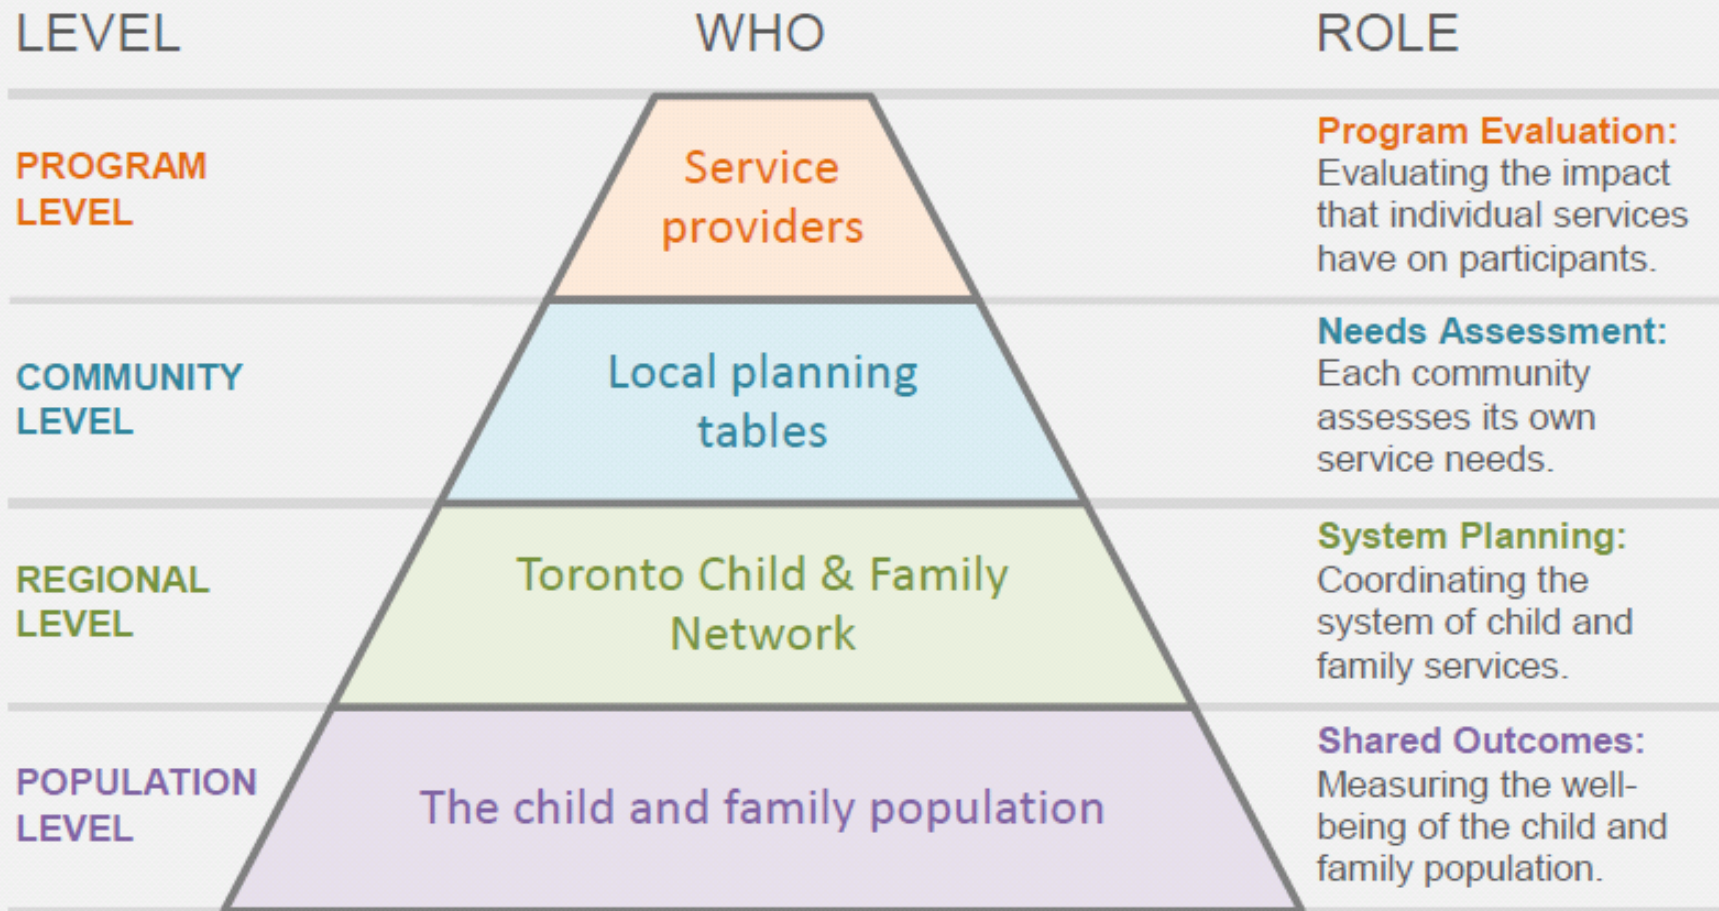 LEVEL
WHO
ROLE
PROGRAM
LEVEL
Service
providers
Program Evaluation:
Evaluating the impact
that individual services
have on participants.
COMMUNITY
LEVEL
Local planning
tables
Needs Assessment:
Each community
assesses its own
service needs.
REGIONAL
LEVEL
Toronto Child & Family
Network
System Planning:
Coordinating the
system of child and
family services.
POPULATION
LEVEL
The child and family population
Shared Outcomes:
Measuring the well-
being of the child and
family population.